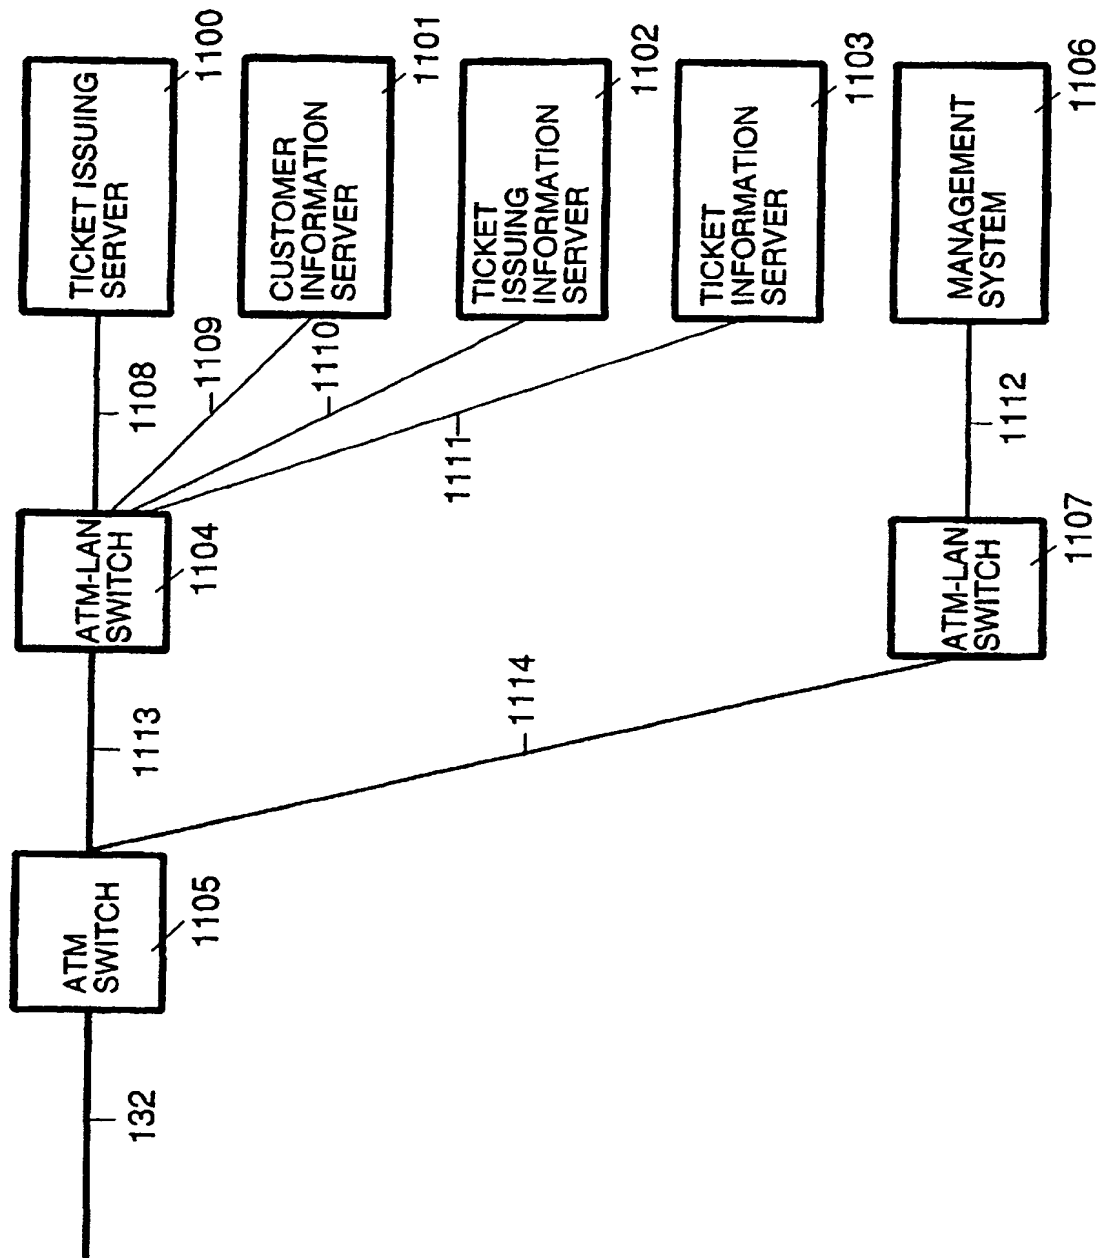 TICKET ISSUING
SERVER
1100
CUSTOMER
INFORMATION
SERVER
1101
TICKET
ISSUING
INFORMATION
SERVER
1102
TICKET
INFORMATION
SERVER
1103
MANAGEMENT
SYSTEM
1106
1108
1109
1110
1111
1112
ATM-LAN
SWITCH
1104
ATM-LAN
SWITCH
1107
1113
1114
ATM
SWITCH
1105
132